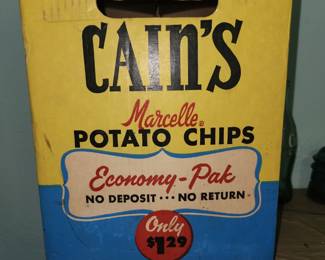 CAIN'S
Marcelle®
POTATO CHIPS
Economy-Pak
NO DEPOSIT ··· NO RETURN
Only
$1.29